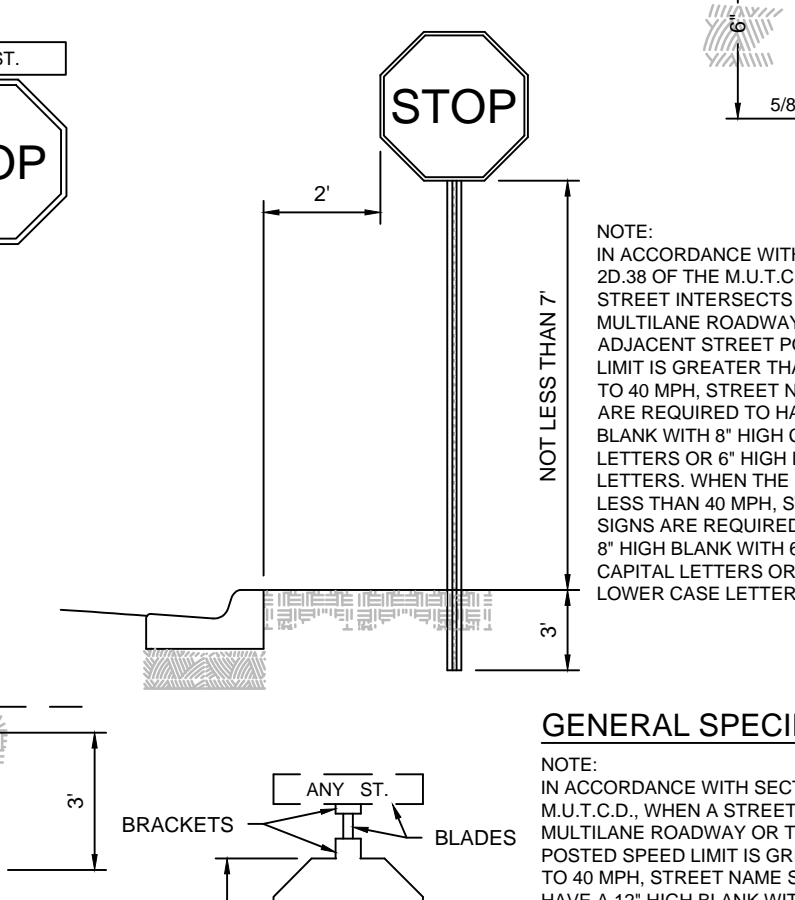 ST.
6"
5/8
STOP
OP
2'
NOT LESS THAN 7'
3'
NOTE:
IN ACCORDANCE WITH
2D.38 OF THE M.U.T.C
STREET INTERSECTS
MULTILANE ROADWAY
ADJACENT STREET PO
LIMIT IS GREATER THA
TO 40 MPH, STREET N
ARE REQUIRED TO HA
BLANK WITH 8" HIGH
LETTERS OR 6" HIGH
LETTERS. WHEN THE
LESS THAN 40 MPH, S
SIGNS ARE REQUIRED
8" HIGH BLANK WITH 6
CAPITAL LETTERS OR
LOWER CASE LETTER
3'
ANY ST.
BRACKETS
BLADES
GENERAL SPECI
NOTE:
IN ACCORDANCE WITH SECT
M.U.T.C.D., WHEN A STREET
MULTILANE ROADWAY OR T
POSTED SPEED LIMIT IS GR
TO 40 MPH, STREET NAME S
HAVE A 12" HIGH BLANK WIT